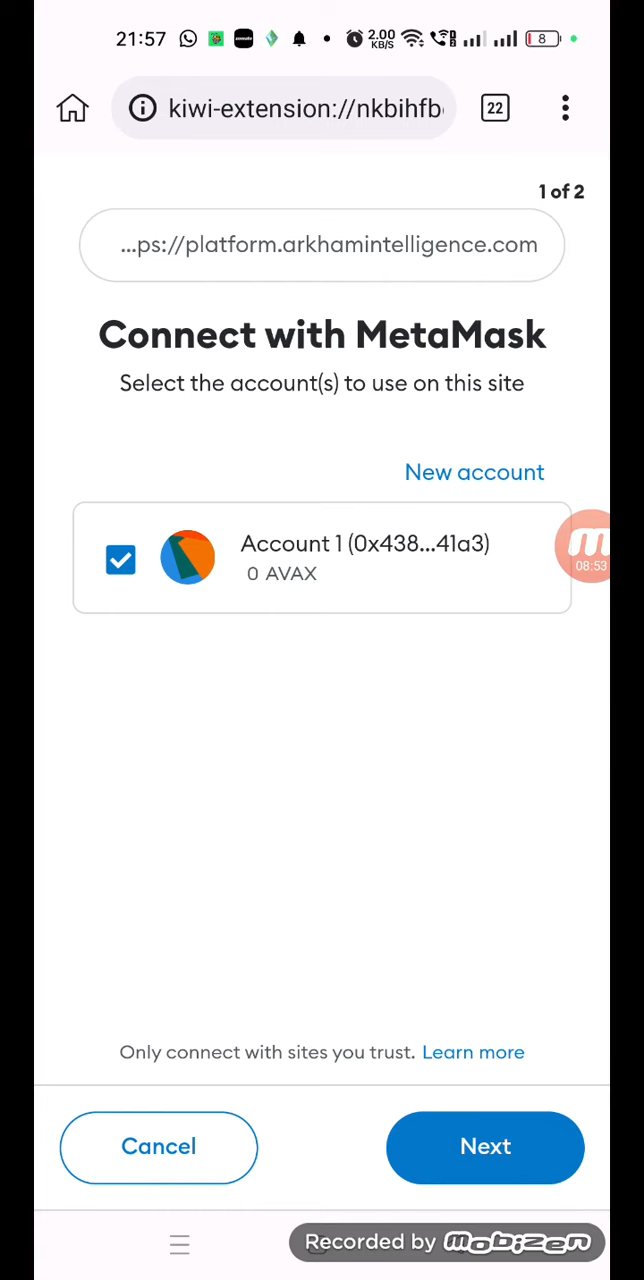 21:57 2.00 KB/S 8
kiwi-extension://nkbihfb 22
1 of 2
...ps://platform.arkhamintelligence.com
Connect with MetaMask
Select the account(s) to use on this site
New account
Account 1 (0x438...41a3)
0 AVAX
08:53
Only connect with sites you trust. Learn more
Cancel Next
Recorded by mobizen